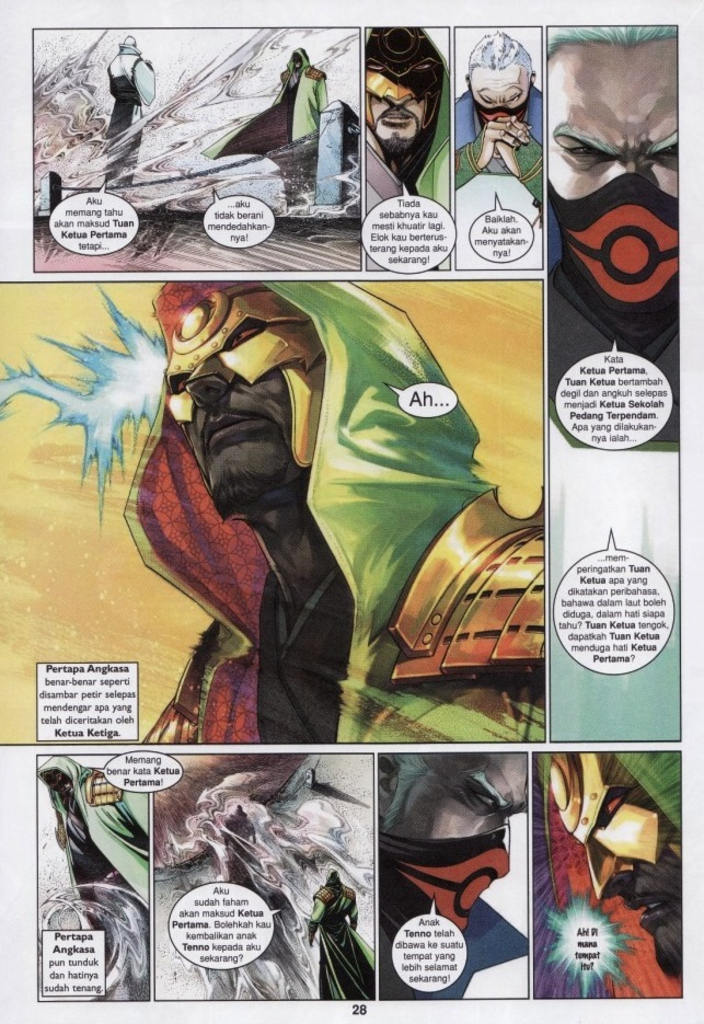 Aku
memang tahu
akan maksud Tuan
Ketua Pertama
tetapi...
...aku
tidak berani
mendedahkan-
nya!
Tiada
sebabnya kau
mesti khuatir lagi.
Elok kau berterus-
terang kepada aku
sekarang!
Baiklah.
Aku akan
menyatakan-
nya!
Kata
Ketua Pertama,
Tuan Ketua bertambah
degil dan angkuh selepas
menjadi Ketua Sekolah
Pedang Terpendam.
Apa yang dilakukan-
nya ialah...
...mem-
peringatkan Tuan
Ketua apa yang
dikatakan peribahasa,
bahawa dalam laut boleh
diduga, dalam hati siapa
tahu? Tuan Ketua tengok,
dapatkah Tuan Ketua
menduga hati Ketua
Pertama?
Ah...
Pertapa Angkasa
benar-benar seperti
disambar petir selepas
mendengar apa yang
telah diceritakan oleh
Ketua Ketiga.
Memang
benar kata Ketua
Pertama!
Pertapa
Angkasa
pun tunduk
dan hatinya
sudah tenang.
Aku
sudah faham
akan maksud Ketua
Pertama. Bolehkah kau
kembalikan anak
Tenno kepada aku
sekarang?
Anak
Tenno telah
dibawa ke suatu
tempat yang
lebih selamat
sekarang!
Ah! Di
mana
tempat
itu?
28